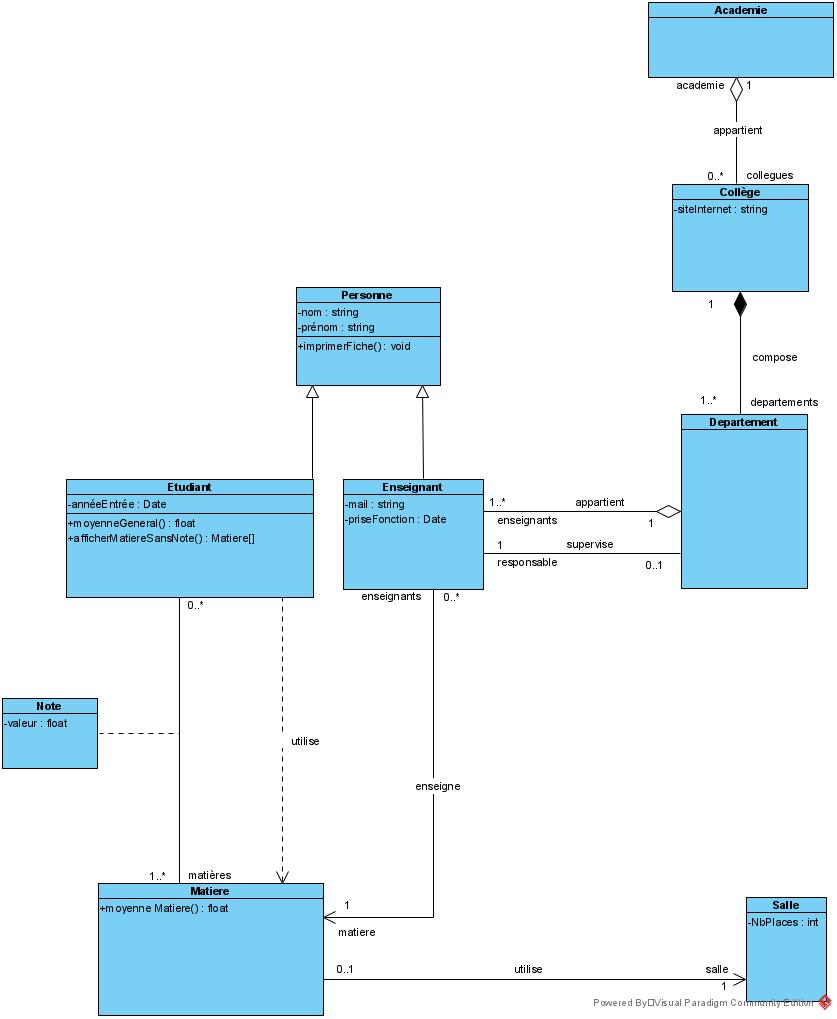 Academie
academie
1
appartient
0..*
collegues
Collège
-siteInternet : string
1
compose
1..*
departements
Departement
Personne
-nom : string
-prénom : string
+imprimerFiche() : void
Etudiant
-annéeEntrée : Date
+moyenneGeneral() : float
+afficherMatiereSansNote() : Matiere[]
Enseignant
-mail : string
-priseFonction : Date
1..*
appartient
enseignants
1
1
supervise
responsable
0..1
0..*
enseignants
0..*
Note
-valeur : float
utilise
enseigne
1..*
matières
Matiere
+moyenne Matiere() : float
1
matiere
0..1
utilise
salle
1
Salle
-NbPlaces : int
Powered By□Visual Paradigm Community Edition